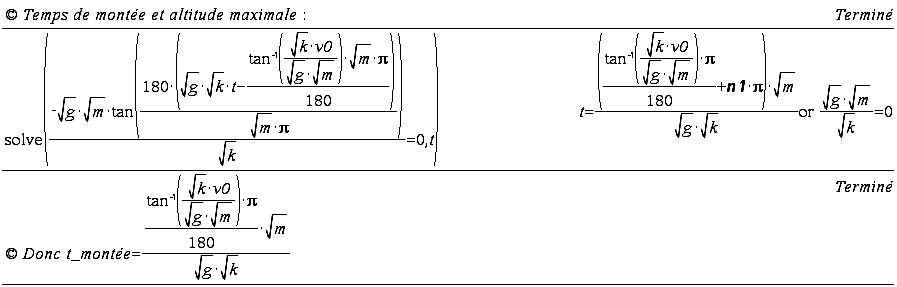 © Temps de montée et altitude maximale : Terminé
solve((-√g·√m·tan((180·(√g·√k·t-(tan⁻¹((√k·v0)/(√g·√m))·√m·π)/180))/(√m·π)))/√k=0,t) t=(((tan⁻¹((√k·v0)/(√g·√m))·π)/180+n1·π)·√m)/(√g·√k) or (√g·√m)/√k=0
© Donc t_montée=((tan⁻¹((√k·v0)/(√g·√m))·π)/180·√m)/(√g·√k) Terminé